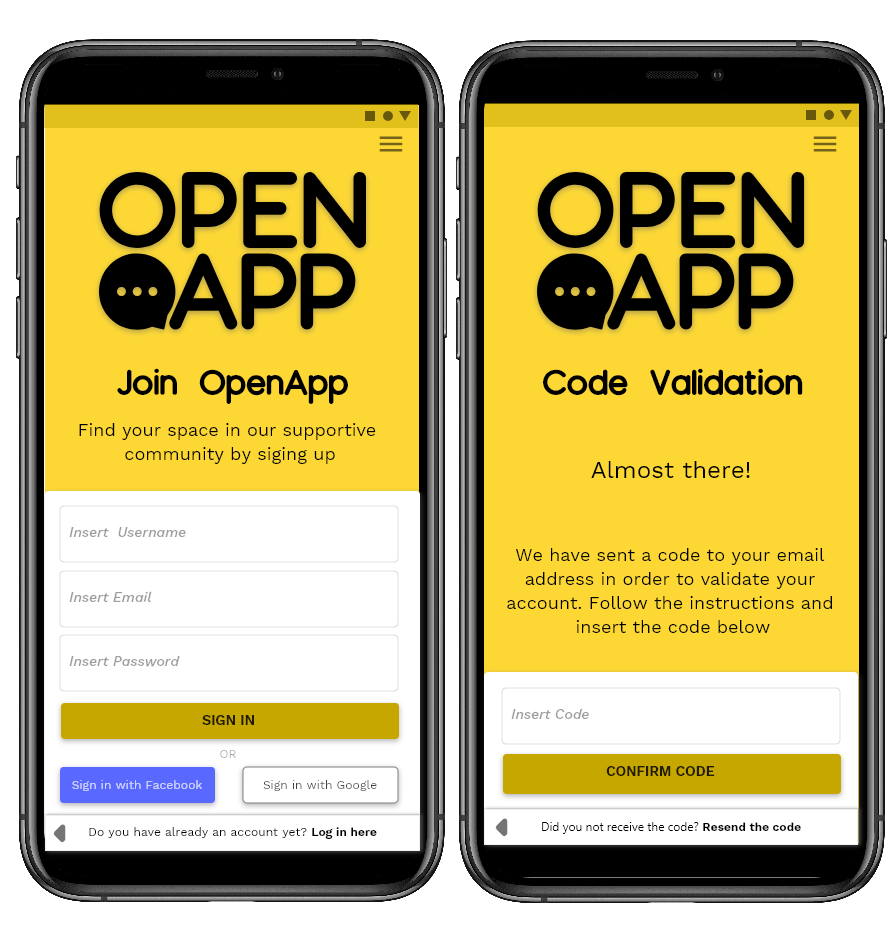 OPEN
APP
Join OpenApp
Find your space in our supportive
community by siging up
Insert Username
Insert Email
Insert Password
SIGN IN
OR
Sign in with Facebook
Sign in with Google
Do you have already an account yet? Log in here
OPEN
APP
Code Validation
Almost there!
We have sent a code to your email
address in order to validate your
account. Follow the instructions and
insert the code below
Insert Code
CONFIRM CODE
Did you not receive the code? Resend the code